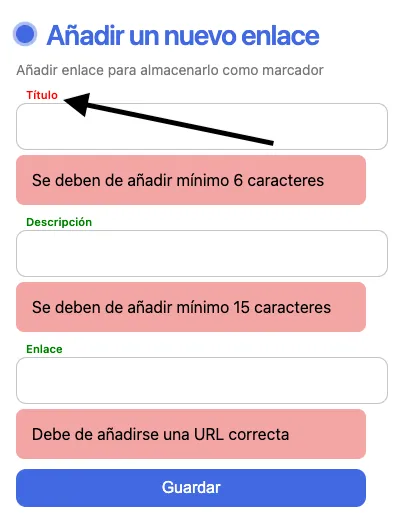 Añadir un nuevo enlace
Añadir enlace para almacenarlo como marcador
Título
Se deben de añadir mínimo 6 caracteres
Descripción
Se deben de añadir mínimo 15 caracteres
Enlace
Debe de añadirse una URL correcta
Guardar